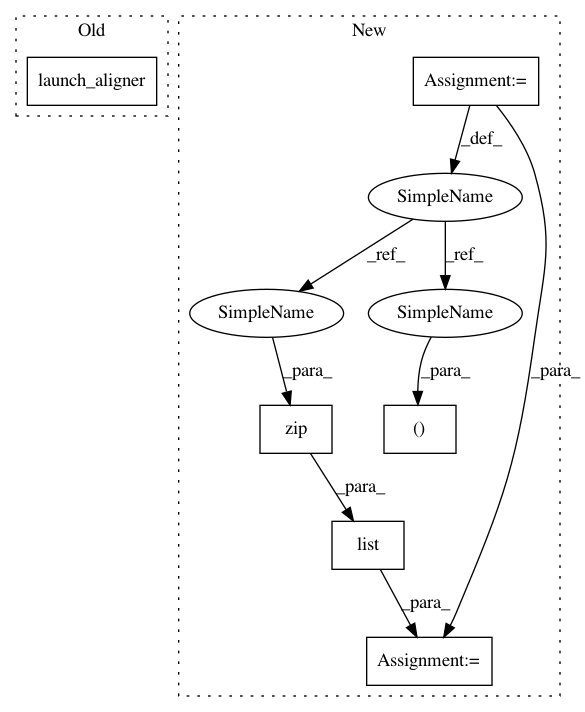 Old
New
launch_aligner
Assignment:=
_def_
SimpleName
_ref_
_ref_
SimpleName
SimpleName
_para_
_para_
_para_
zip
()
_para_
list
_para_
Assignment:=